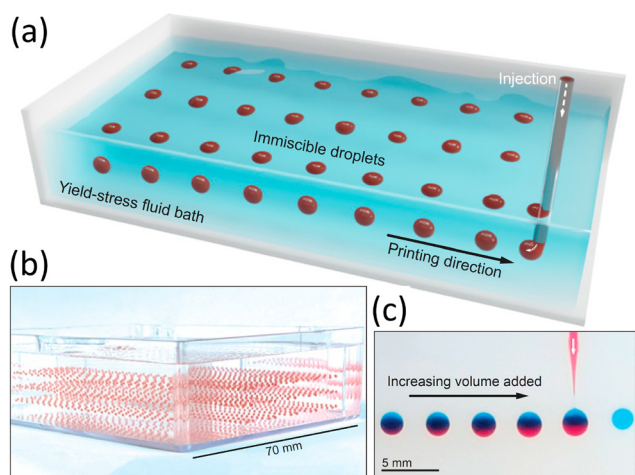 (a)
Injection
Immiscible droplets
Yield-stress fluid bath
Printing direction
(b)
70 mm
(c)
Increasing volume added
5 mm